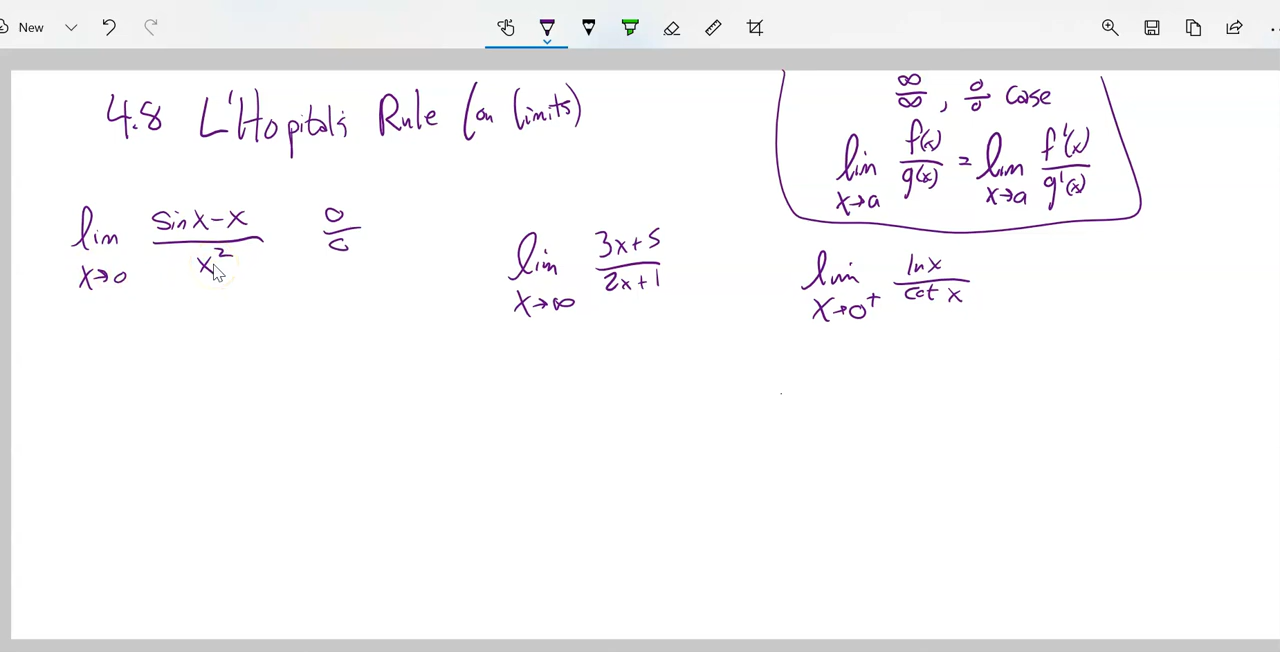 New
4.8 L'Hopital's Rule (on limits)
∞/∞ , 0/0 case
lim x→a f(x)/g(x) = lim x→a f'(x)/g'(x)
lim x→0 (sin x - x)/x² 0/0
lim x→∞ (3x+5)/(2x+1)
lim x→0⁺ ln x/cot x